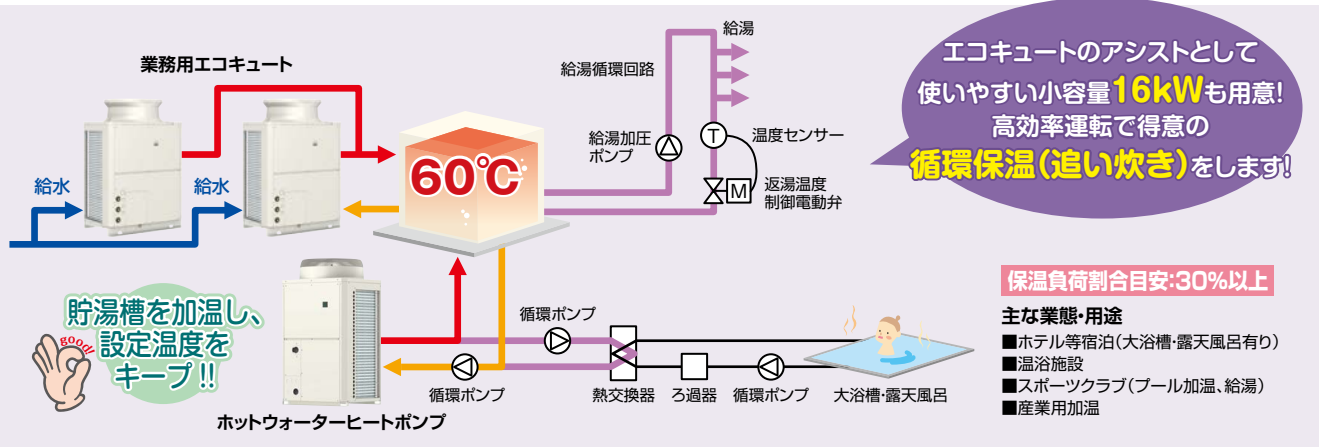 業務用エコキュート
給水
給水
60℃
給湯
給湯循環回路
給湯加圧
ポンプ
T
温度センサー
M
返湯温度
制御電動弁
エコキュートのアシストとして
使いやすい小容量16kWも用意!
高効率運転で得意の
循環保温(追い炊き)をします!
good!
貯湯槽を加温し、
設定温度を
キープ!!
ホットウォーターヒートポンプ
循環ポンプ
循環ポンプ
熱交換器
ろ過器
循環ポンプ
大浴槽・露天風呂
保温負荷割合目安:30%以上
主な業態・用途
■ホテル等宿泊(大浴槽・露天風呂有り)
■温浴施設
■スポーツクラブ(プール加温、給湯)
■産業用加温